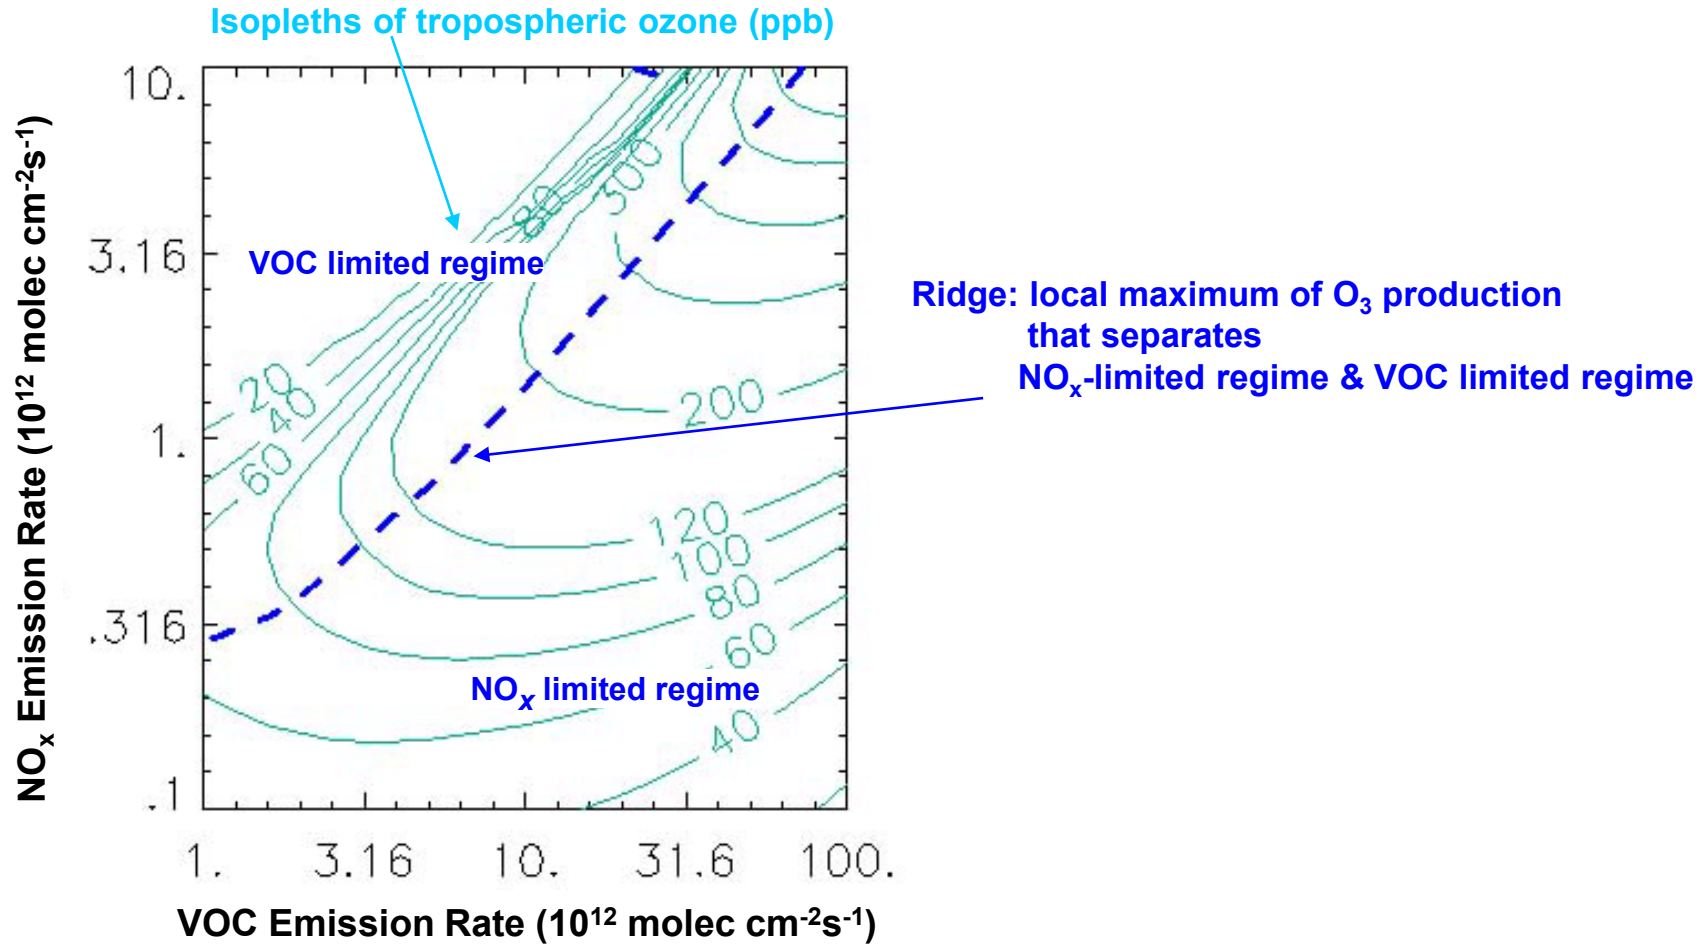 Isopleths of tropospheric ozone (ppb)
10.
3.16
1.
.316
.1
NOx Emission Rate (10¹² molec cm⁻²s⁻¹)
80
300
VOC limited regime
20
40
60
200
120
100
80
60
40
NOx limited regime
Ridge: local maximum of O₃ production
that separates
NOx-limited regime & VOC limited regime
1. 3.16 10. 31.6 100.
VOC Emission Rate (10¹² molec cm⁻²s⁻¹)